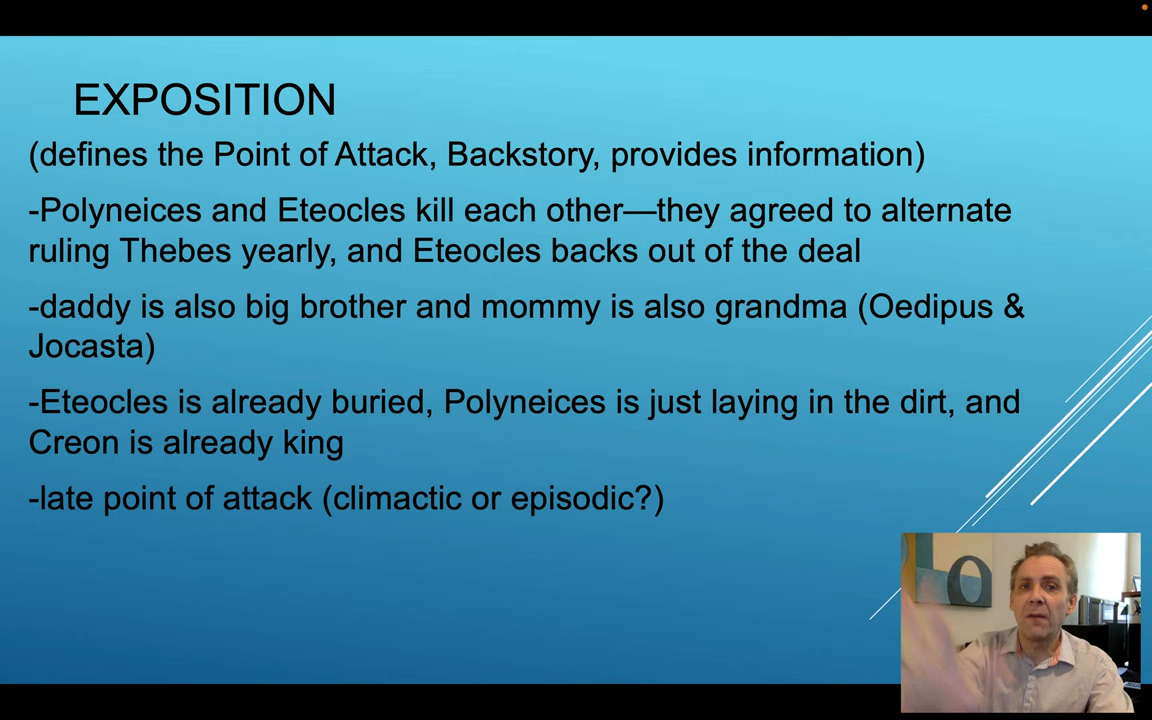 EXPOSITION
(defines the Point of Attack, Backstory, provides information)
-Polyneices and Eteocles kill each other—they agreed to alternate
ruling Thebes yearly, and Eteocles backs out of the deal
-daddy is also big brother and mommy is also grandma (Oedipus &
Jocasta)
-Eteocles is already buried, Polyneices is just laying in the dirt, and
Creon is already king
-late point of attack (climactic or episodic?)